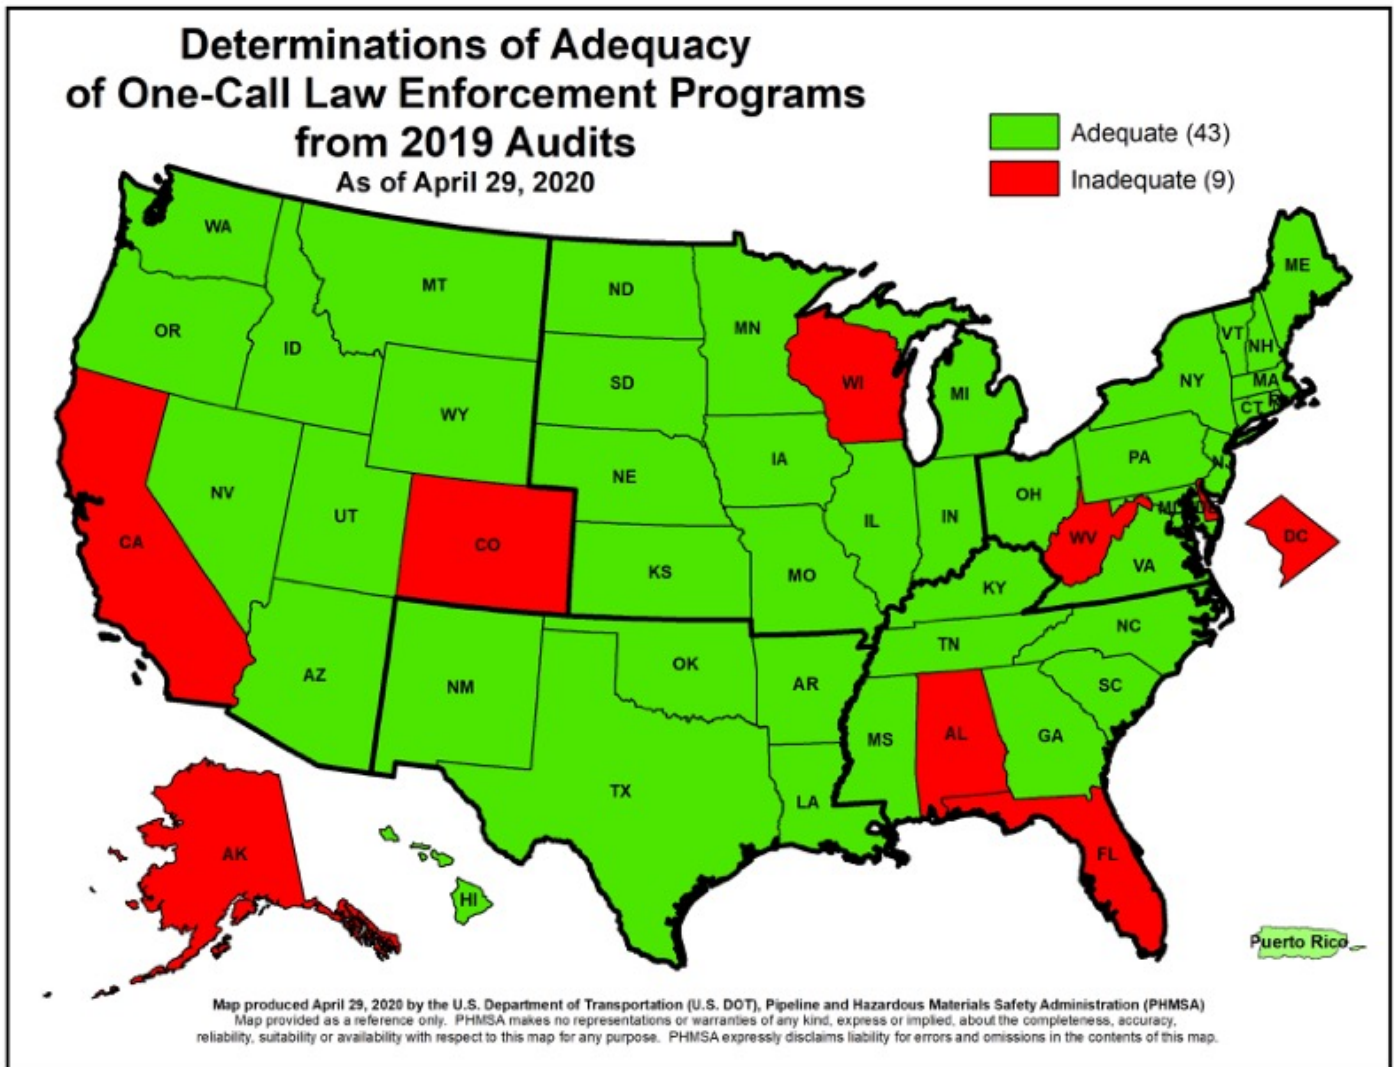 Determinations of Adequacy
of One-Call Law Enforcement Programs
from 2019 Audits
As of April 29, 2020
Adequate (43)
Inadequate (9)
WA
MT
ND
MN
ME
OR
ID
SD
WI
MI
VT
NH
NY
MA
CT
WY
NE
IA
PA
NJ
NV
UT
CO
IL
IN
OH
MD
DE
DC
CA
KS
MO
WV
VA
KY
AZ
NM
OK
AR
TN
NC
SC
MS
AL
GA
TX
LA
AK
HI
FL
Puerto Rico
Map produced April 29, 2020 by the U.S. Department of Transportation (U.S. DOT), Pipeline and Hazardous Materials Safety Administration (PHMSA)
Map provided as a reference only. PHMSA makes no representations or warranties of any kind, express or implied, about the completeness, accuracy,
reliability, suitability or availability with respect to this map for any purpose. PHMSA expressly disclaims liability for errors and omissions in the contents of this map.